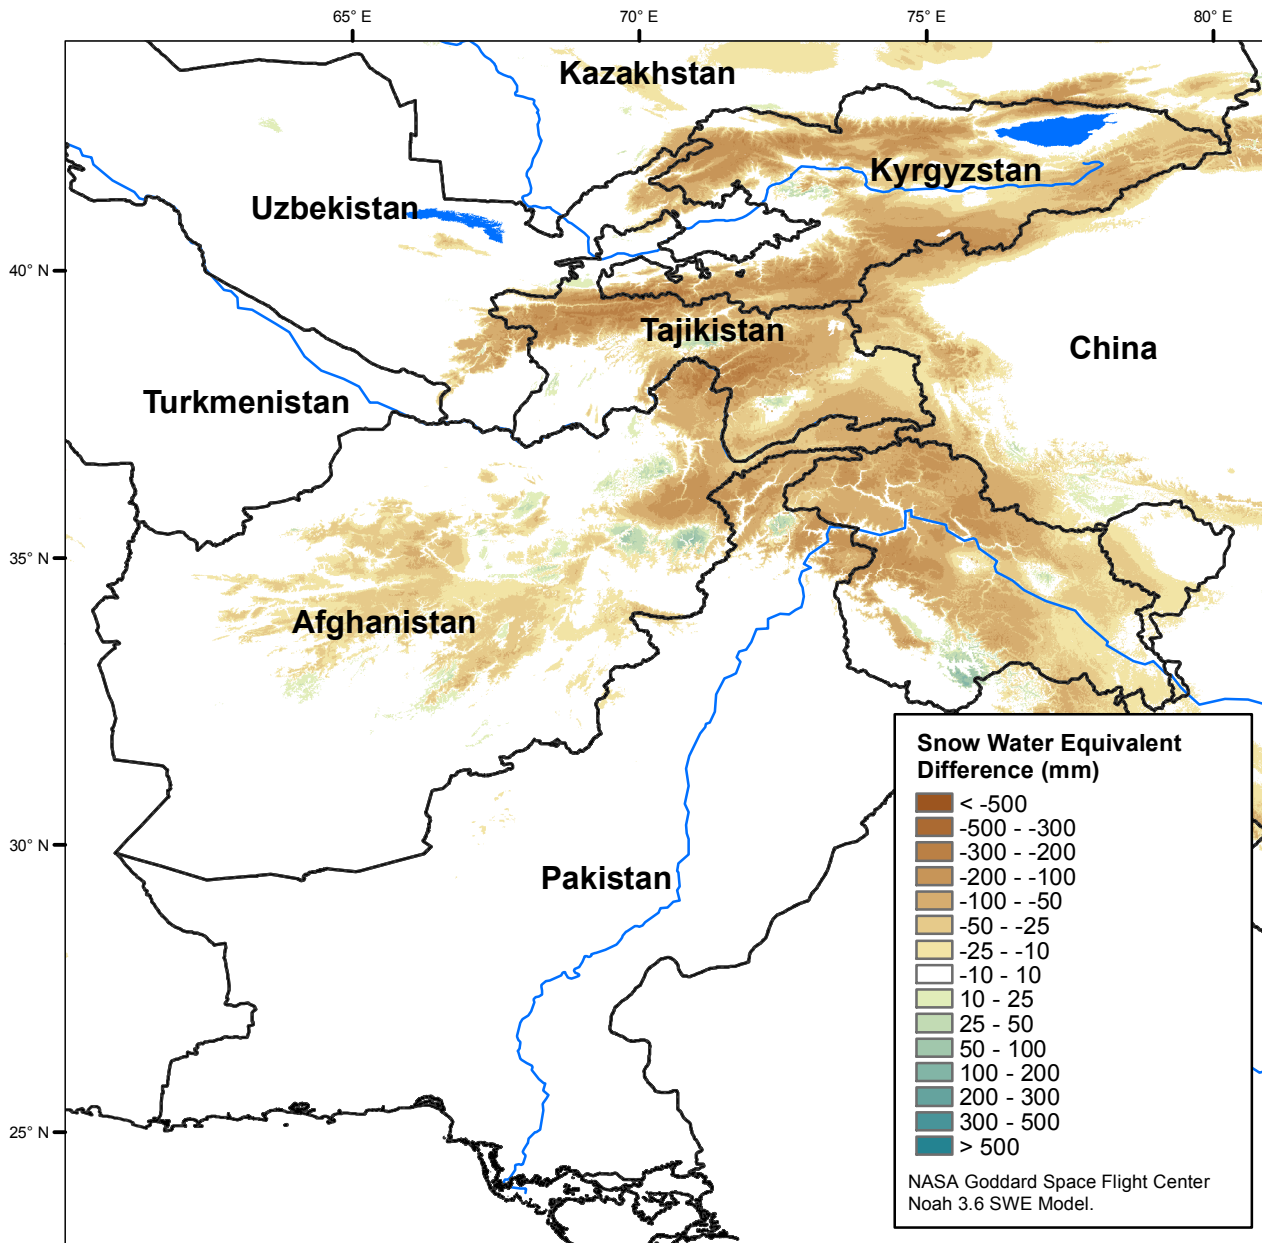 65° E
70° E
75° E
80° E
Kazakhstan
Kyrgyzstan
Uzbekistan
40° N
Tajikistan
China
Turkmenistan
35° N
Afghanistan
30° N
Pakistan
25° N
Snow Water Equivalent
Difference (mm)
< -500
-500 - -300
-300 - -200
-200 - -100
-100 - -50
-50 - -25
-25 - -10
-10 - 10
10 - 25
25 - 50
50 - 100
100 - 200
200 - 300
300 - 500
> 500
NASA Goddard Space Flight Center
Noah 3.6 SWE Model.